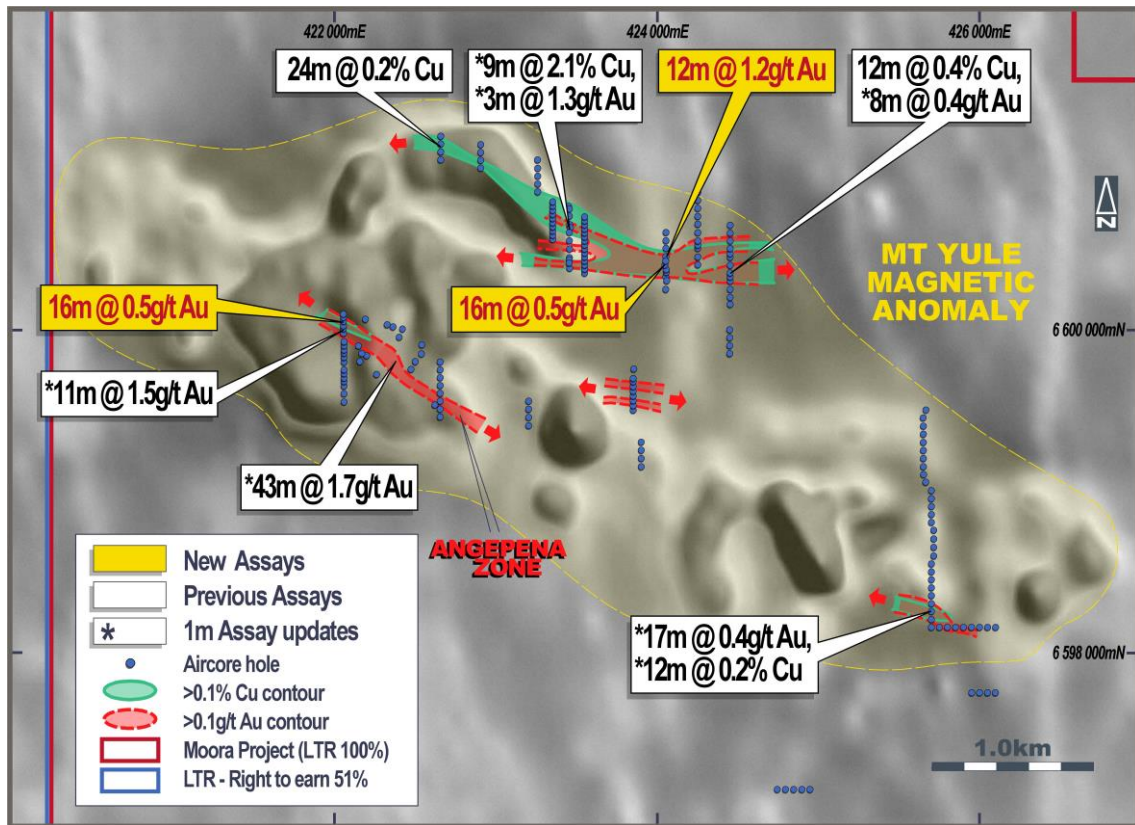 422 000mE
424 000mE
426 000mE
24m @ 0.2% Cu
*9m @ 2.1% Cu,
*3m @ 1.3g/t Au
12m @ 1.2g/t Au
12m @ 0.4% Cu,
*8m @ 0.4g/t Au
N
MT YULE
MAGNETIC
ANOMALY
16m @ 0.5g/t Au
16m @ 0.5g/t Au
6 600 000mN
*11m @ 1.5g/t Au
*43m @ 1.7g/t Au
ANGEPENA
ZONE
New Assays
Previous Assays
* 1m Assay updates
Aircore hole
>0.1% Cu contour
>0.1g/t Au contour
Moora Project (LTR 100%)
LTR - Right to earn 51%
*17m @ 0.4g/t Au,
*12m @ 0.2% Cu
6 598 000mN
1.0km